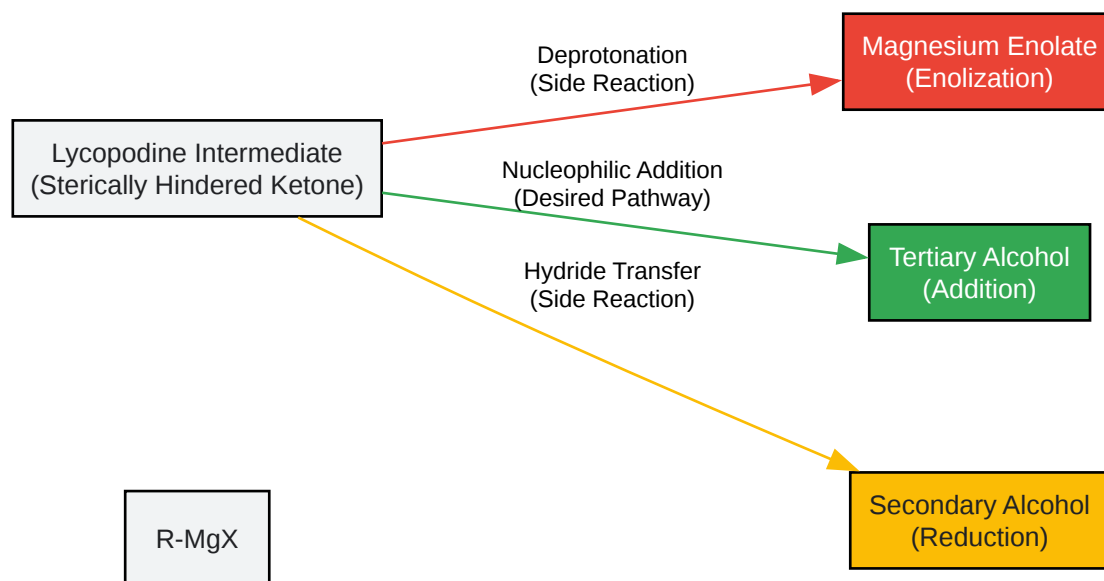 Lycopodine Intermediate
(Sterically Hindered Ketone)
Deprotonation
(Side Reaction)
Magnesium Enolate
(Enolization)
Nucleophilic Addition
(Desired Pathway)
Tertiary Alcohol
(Addition)
Hydride Transfer
(Side Reaction)
Secondary Alcohol
(Reduction)
R-MgX